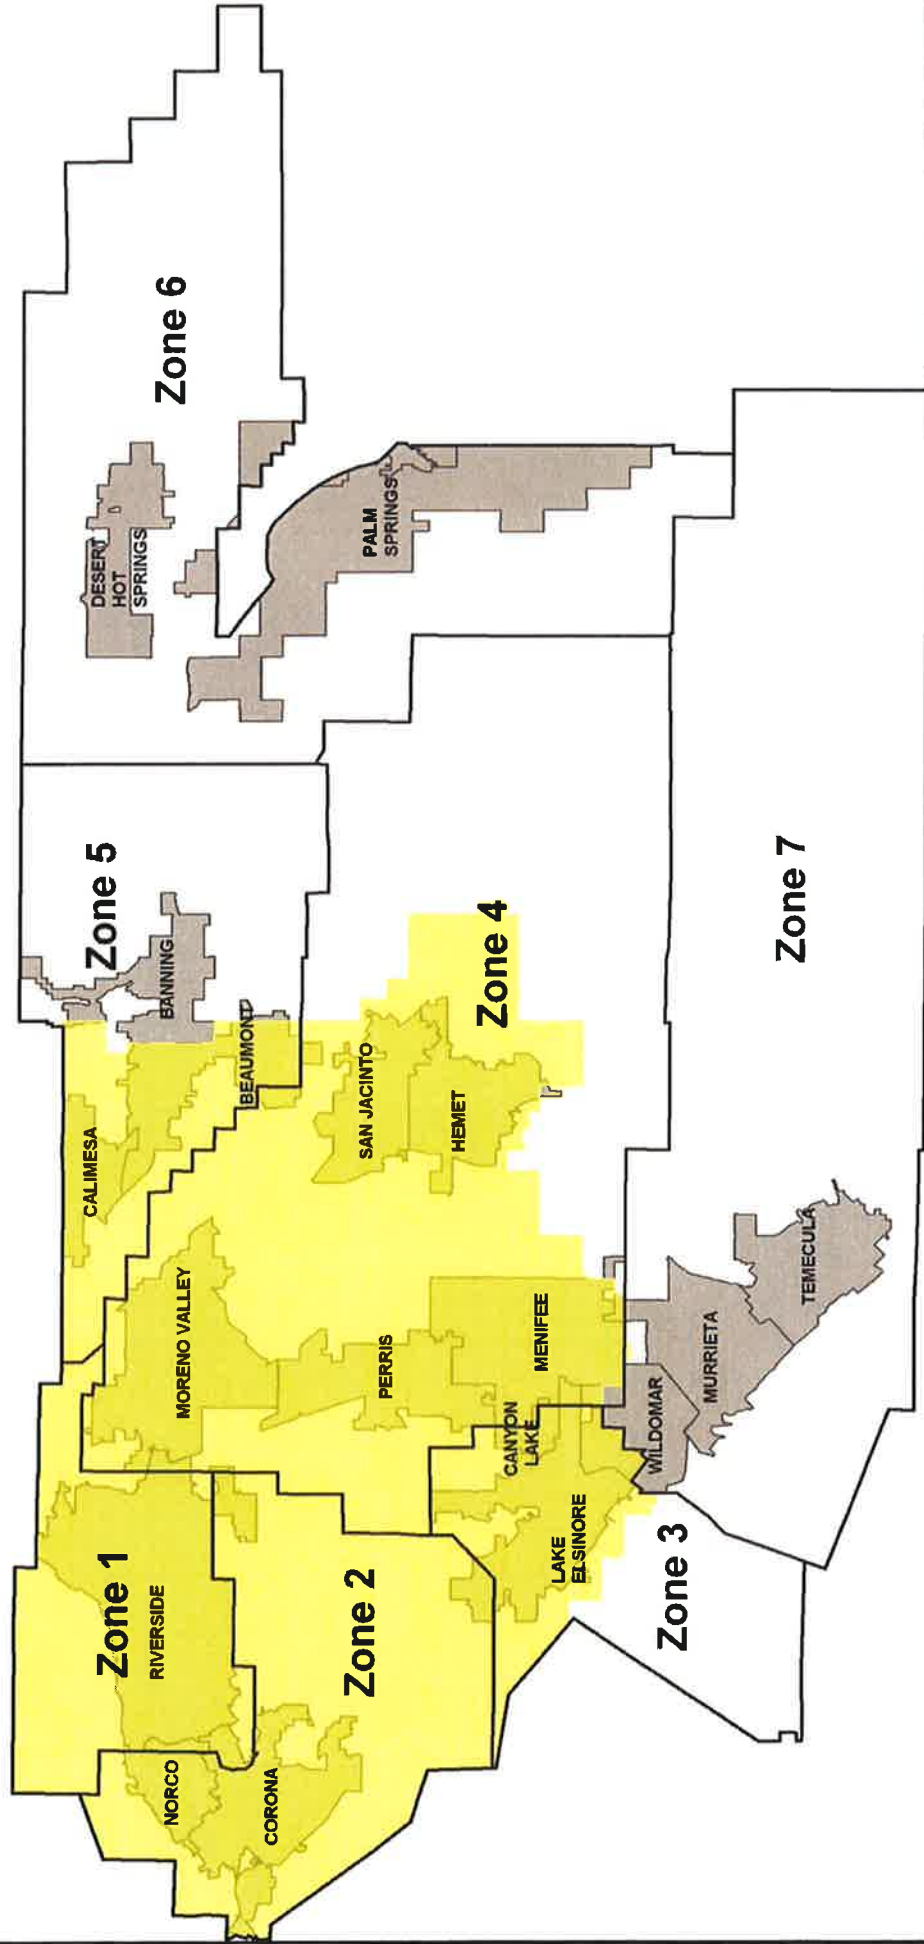 Zone 1
RIVERSIDE
NORCO
CORONA
Zone 2
Zone 3
LAKE
ELSINORE
CANYON
LAKE
WILDOMAR
MURRIETA
TEMECULA
MENIFEE
PERRIS
MORENO VALLEY
CALIMESA
BEAUMONT
BANNING
SAN JACINTO
HEMET
Zone 4
Zone 5
Zone 6
DESERT
HOT
SPRINGS
PALM
SPRINGS
Zone 7